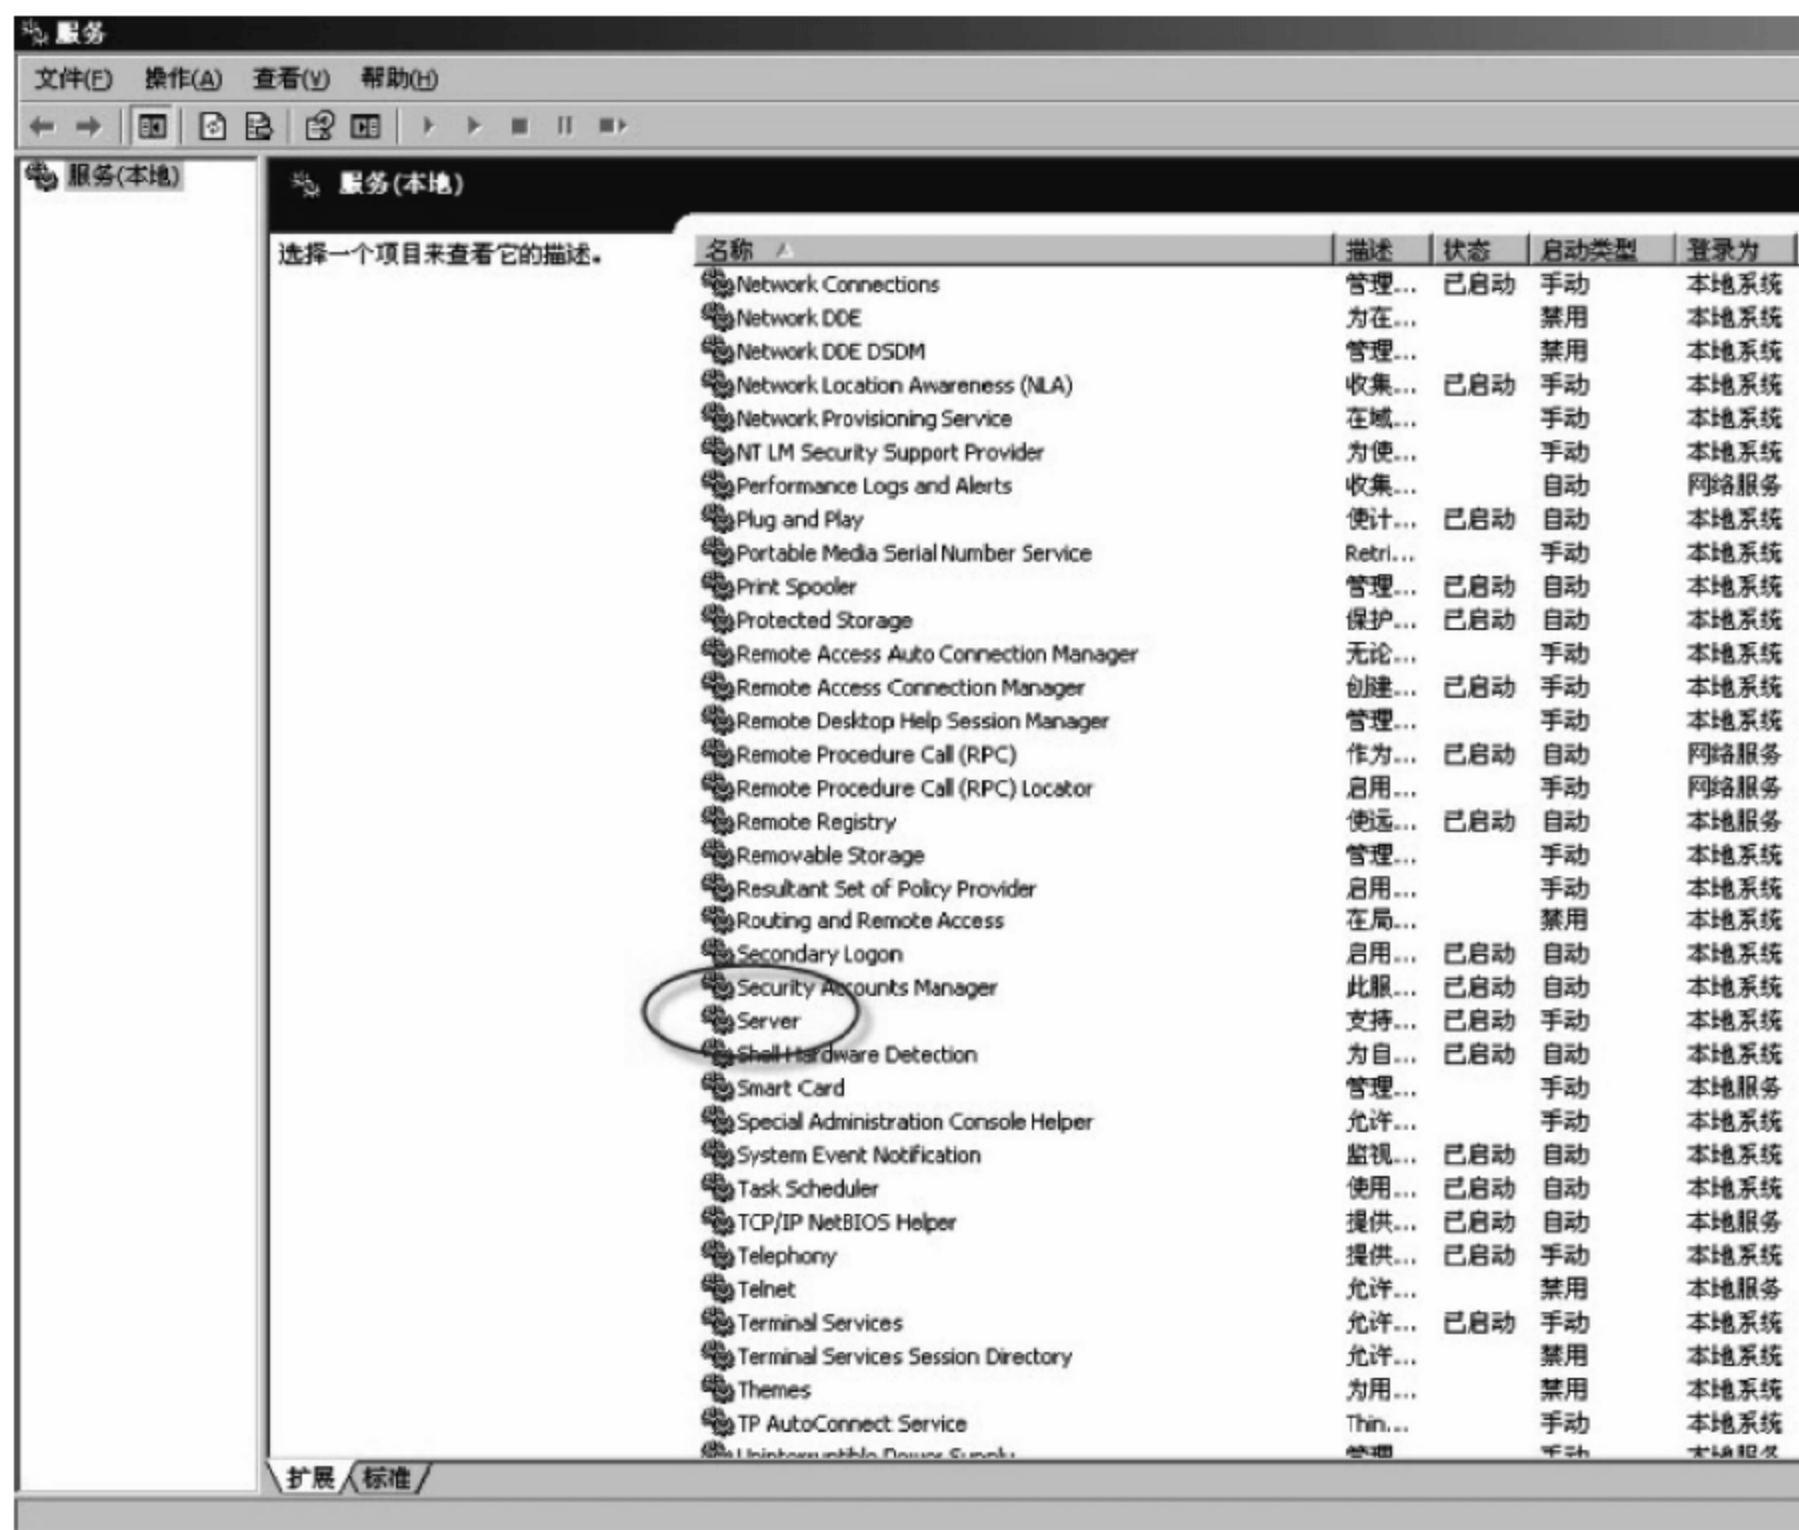 服务
文件(F) 操作(A) 查看(V) 帮助(H)
服务(本地)
服务(本地)
选择一个项目来查看它的描述。
名称 描述 状态 启动类型 登录为
Network Connections 管理... 已启动 手动 本地系统
Network DDE 为在... 禁用 本地系统
Network DDE DSDM 管理... 禁用 本地系统
Network Location Awareness (NLA) 收集... 已启动 手动 本地系统
Network Provisioning Service 在域... 手动 本地系统
NT LM Security Support Provider 为使... 手动 本地系统
Performance Logs and Alerts 收集... 自动 网络服务
Plug and Play 使计... 已启动 自动 本地系统
Portable Media Serial Number Service Retri... 手动 本地系统
Print Spooler 管理... 已启动 自动 本地系统
Protected Storage 保护... 已启动 自动 本地系统
Remote Access Auto Connection Manager 无论... 手动 本地系统
Remote Access Connection Manager 创建... 已启动 手动 本地系统
Remote Desktop Help Session Manager 管理... 手动 本地系统
Remote Procedure Call (RPC) 作为... 已启动 自动 网络服务
Remote Procedure Call (RPC) Locator 启用... 手动 网络服务
Remote Registry 使远... 已启动 自动 本地服务
Removable Storage 管理... 手动 本地系统
Resultant Set of Policy Provider 启用... 手动 本地系统
Routing and Remote Access 在局... 禁用 本地系统
Secondary Logon 启用... 已启动 自动 本地系统
Security Accounts Manager 此服... 已启动 自动 本地系统
Server 支持... 已启动 手动 本地系统
Shell Hardware Detection 为自... 已启动 自动 本地系统
Smart Card 管理... 手动 本地服务
Special Administration Console Helper 允许... 手动 本地系统
System Event Notification 监视... 已启动 自动 本地系统
Task Scheduler 使用... 已启动 自动 本地系统
TCP/IP NetBIOS Helper 提供... 已启动 自动 本地服务
Telephony 提供... 已启动 手动 本地系统
Telnet 允许... 禁用 本地服务
Terminal Services 允许... 已启动 手动 本地系统
Terminal Services Session Directory 允许... 禁用 本地系统
Themes 为用... 禁用 本地系统
TP AutoConnect Service Thin... 手动 本地系统
Uninterruptible Power Supply 管理 手动 本地服务
扩展 标准